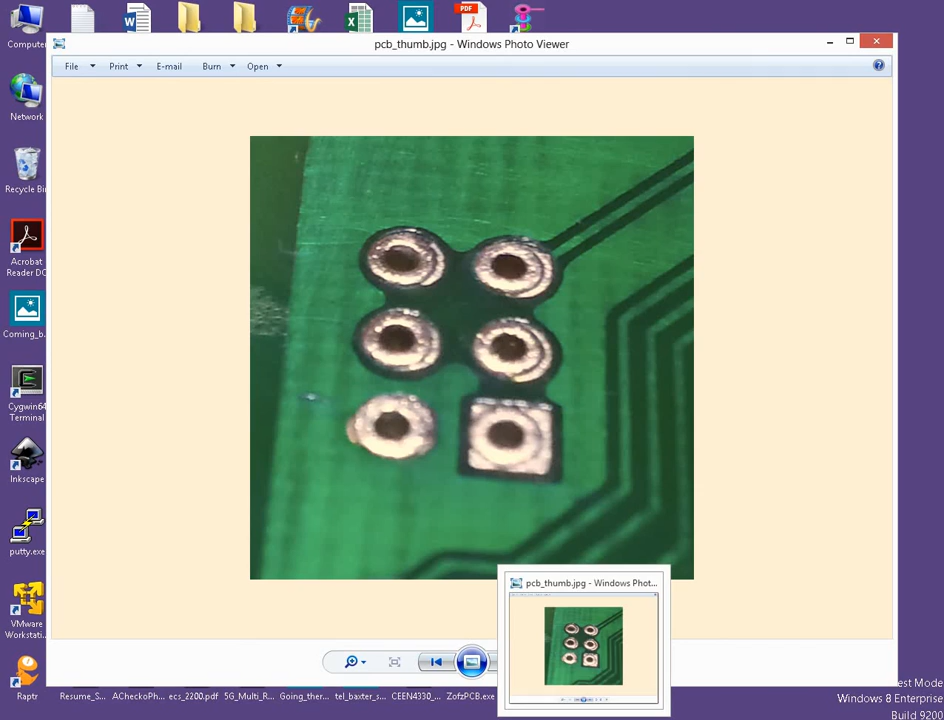 pcb_thumb.jpg - Windows Photo Viewer
File Print E-mail Burn Open
Computer
Network
Recycle Bin
Acrobat
Reader DC
Coming_b...
Cygwin64
Terminal
Inkscape
putty.exe
VMware
Workstati...
Raptr
PDF
pcb_thumb.jpg - Windows Phot...
Resume_S... ACheckoPh... ecs_2200.pdf 5G_Multi_R... Going_ther... tel_baxter_s... CEEN4330_... ZofzPCB.exe
est Mode
Windows 8 Enterprise
Build 9200